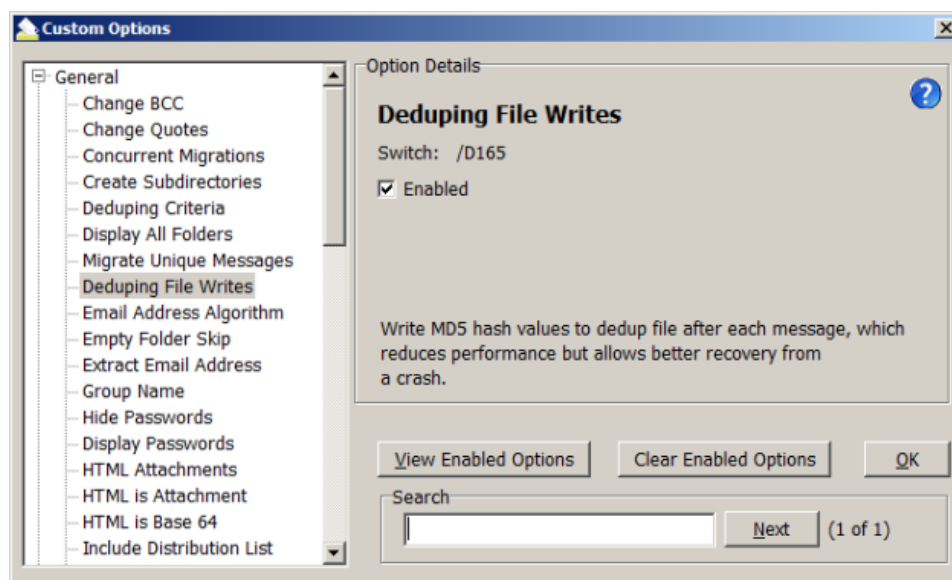 Custom Options
General
Change BCC
Change Quotes
Concurrent Migrations
Create Subdirectories
Deduping Criteria
Display All Folders
Migrate Unique Messages
Deduping File Writes
Email Address Algorithm
Empty Folder Skip
Extract Email Address
Group Name
Hide Passwords
Display Passwords
HTML Attachments
HTML is Attachment
HTML is Base 64
Include Distribution List
Option Details
Deduping File Writes
Switch: /D165
Enabled
Write MD5 hash values to dedup file after each message, which
reduces performance but allows better recovery from
a crash.
View Enabled Options
Clear Enabled Options
OK
Search
Next
(1 of 1)